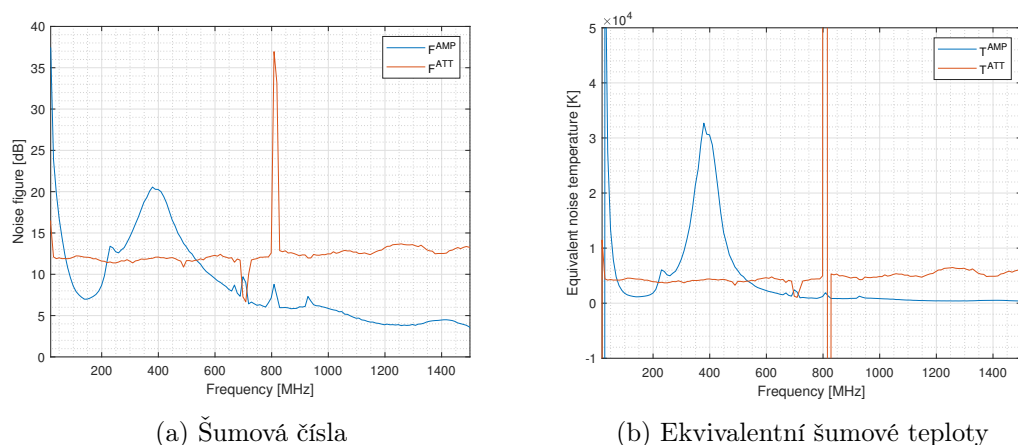 40
35
30
25
20
15
10
5
0
Noise figure [dB]
200 400 600 800 1000 1200 1400
Frequency [MHz]
F^AMP
F^ATT
(a) Šumová čísla
×10^4
5
4
3
2
1
0
-1
Equivalent noise temperature [K]
200 400 600 800 1000 1200 1400
Frequency [MHz]
T^AMP
T^ATT
(b) Ekvivalentní šumové teploty